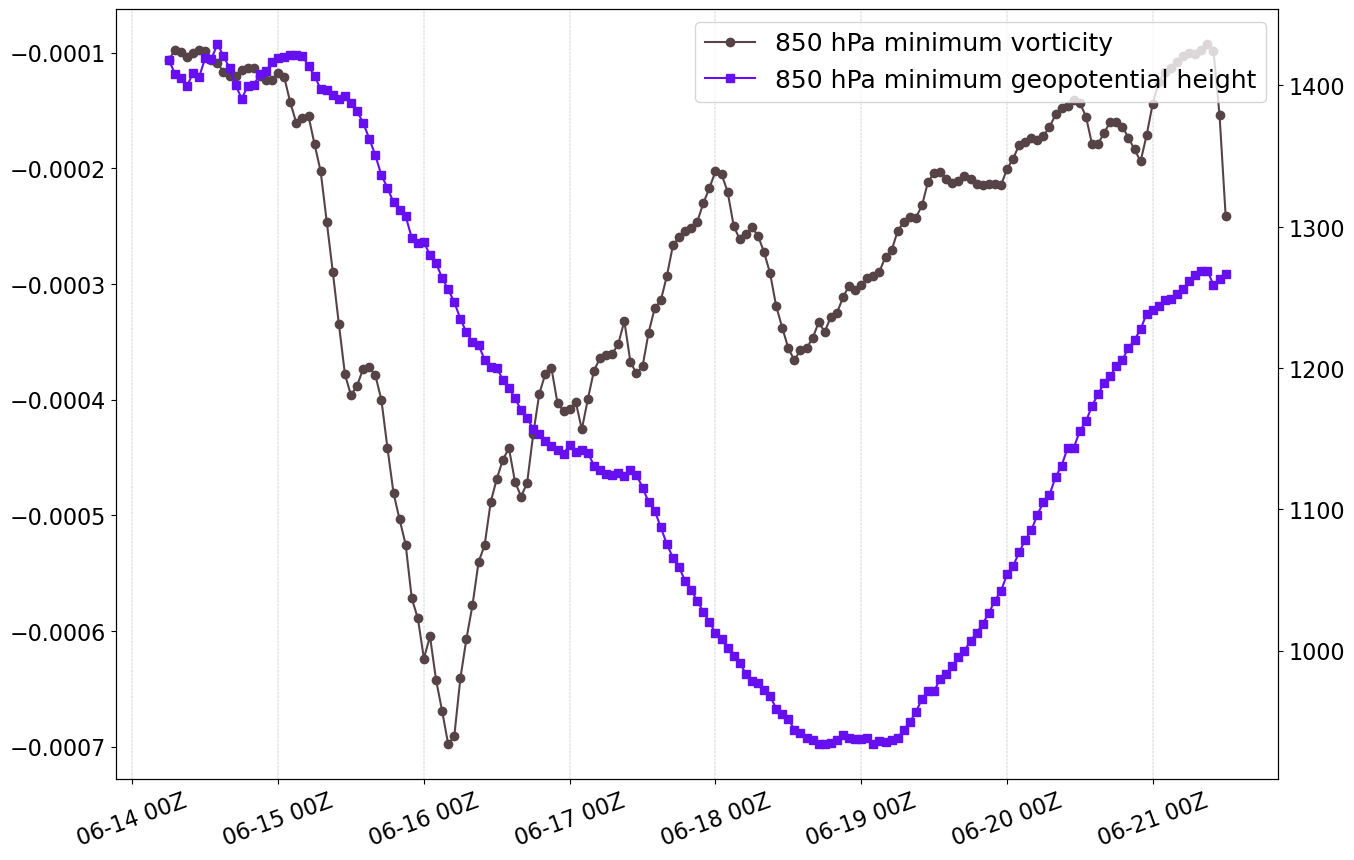 850 hPa minimum vorticity
850 hPa minimum geopotential height
−0.0001
−0.0002
−0.0003
−0.0004
−0.0005
−0.0006
−0.0007
1400
1300
1200
1100
1000
06-14 00Z
06-15 00Z
06-16 00Z
06-17 00Z
06-18 00Z
06-19 00Z
06-20 00Z
06-21 00Z